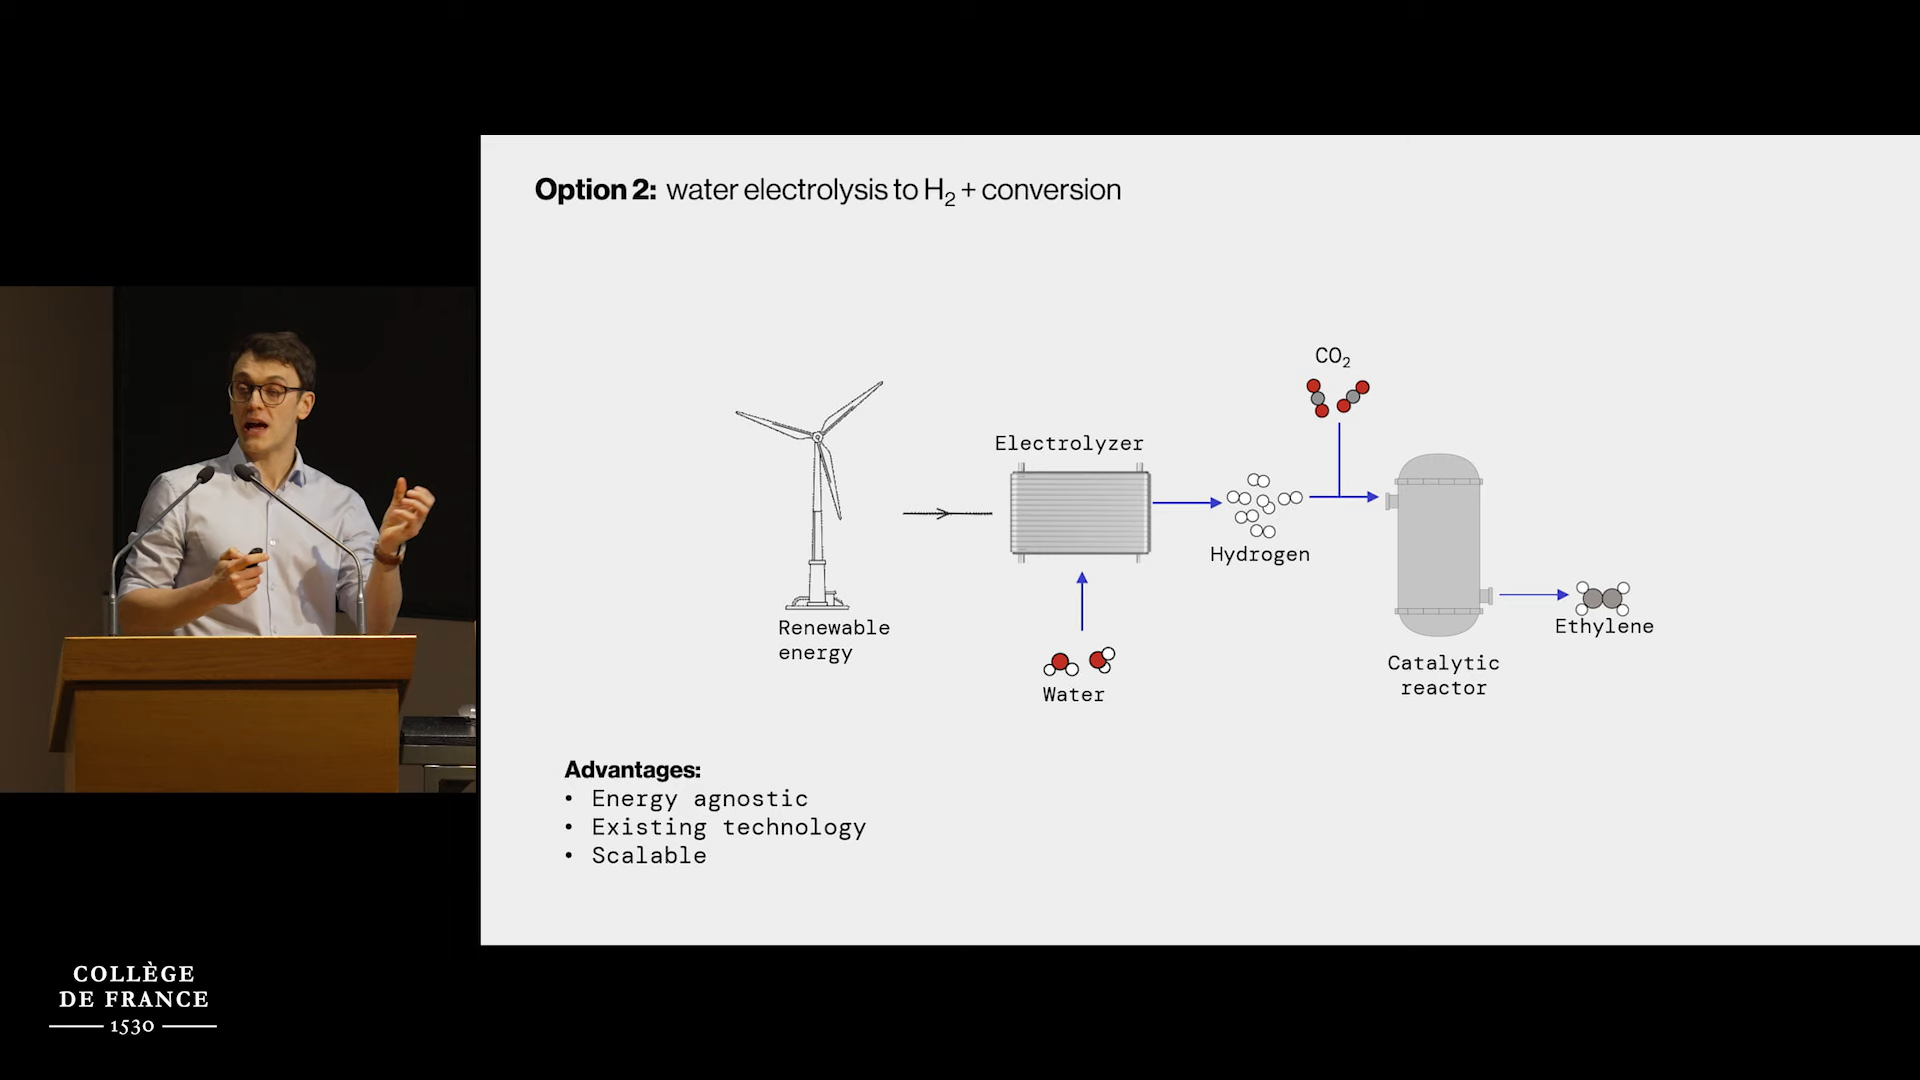 Option 2: water electrolysis to H₂ + conversion
CO₂
Electrolyzer
Hydrogen
Renewable
energy
Water
Ethylene
Catalytic
reactor
Advantages:
• Energy agnostic
• Existing technology
• Scalable
COLLÈGE
DE FRANCE
1530